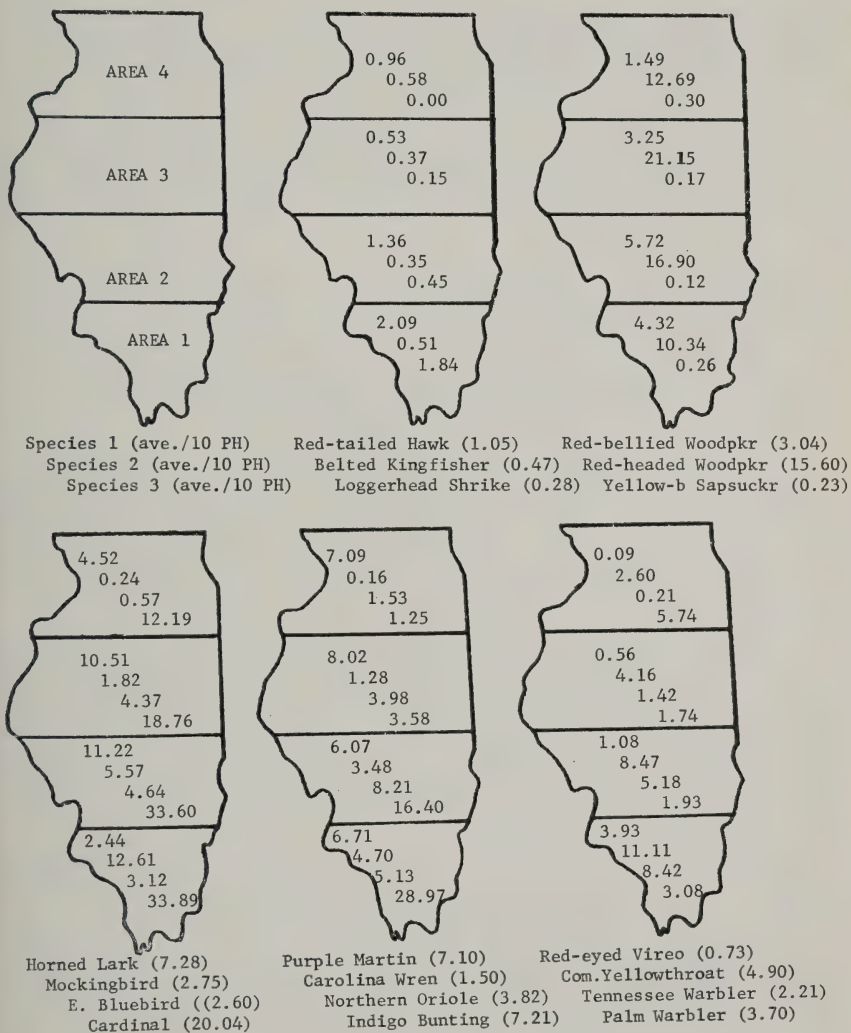 AREA 4
AREA 3
AREA 2
AREA 1
Species 1 (ave./10 PH)
Species 2 (ave./10 PH)
Species 3 (ave./10 PH)
0.96
0.58
0.00
0.53
0.37
0.15
1.36
0.35
0.45
2.09
0.51
1.84
Red-tailed Hawk (1.05)
Belted Kingfisher (0.47)
Loggerhead Shrike (0.28)
1.49
12.69
0.30
3.25
21.15
0.17
5.72
16.90
0.12
4.32
10.34
0.26
Red-bellied Woodpkr (3.04)
Red-headed Woodpkr (15.60)
Yellow-b Sapsuckr (0.23)
4.52
0.24
0.57
12.19
10.51
1.82
4.37
18.76
11.22
5.57
4.64
33.60
2.44
12.61
3.12
33.89
Horned Lark (7.28)
Mockingbird (2.75)
E. Bluebird ((2.60)
Cardinal (20.04)
7.09
0.16
1.53
1.25
8.02
1.28
3.98
3.58
6.07
3.48
8.21
16.40
6.71
4.70
5.13
28.97
Purple Martin (7.10)
Carolina Wren (1.50)
Northern Oriole (3.82)
Indigo Bunting (7.21)
0.09
2.60
0.21
5.74
0.56
4.16
1.42
1.74
1.08
8.47
5.18
1.93
3.93
11.11
8.42
3.08
Red-eyed Vireo (0.73)
Com.Yellowthroat (4.90)
Tennessee Warbler (2.21)
Palm Warbler (3.70)